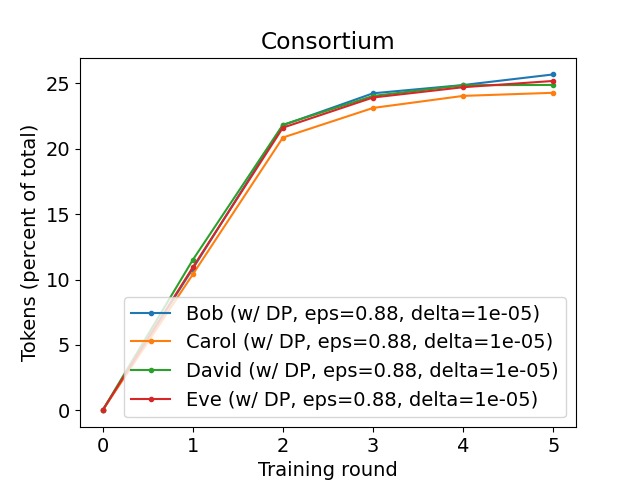 Consortium
Tokens (percent of total)
25
20
15
10
5
0
Bob (w/ DP, eps=0.88, delta=1e-05)
Carol (w/ DP, eps=0.88, delta=1e-05)
David (w/ DP, eps=0.88, delta=1e-05)
Eve (w/ DP, eps=0.88, delta=1e-05)
0 1 2 3 4 5
Training round